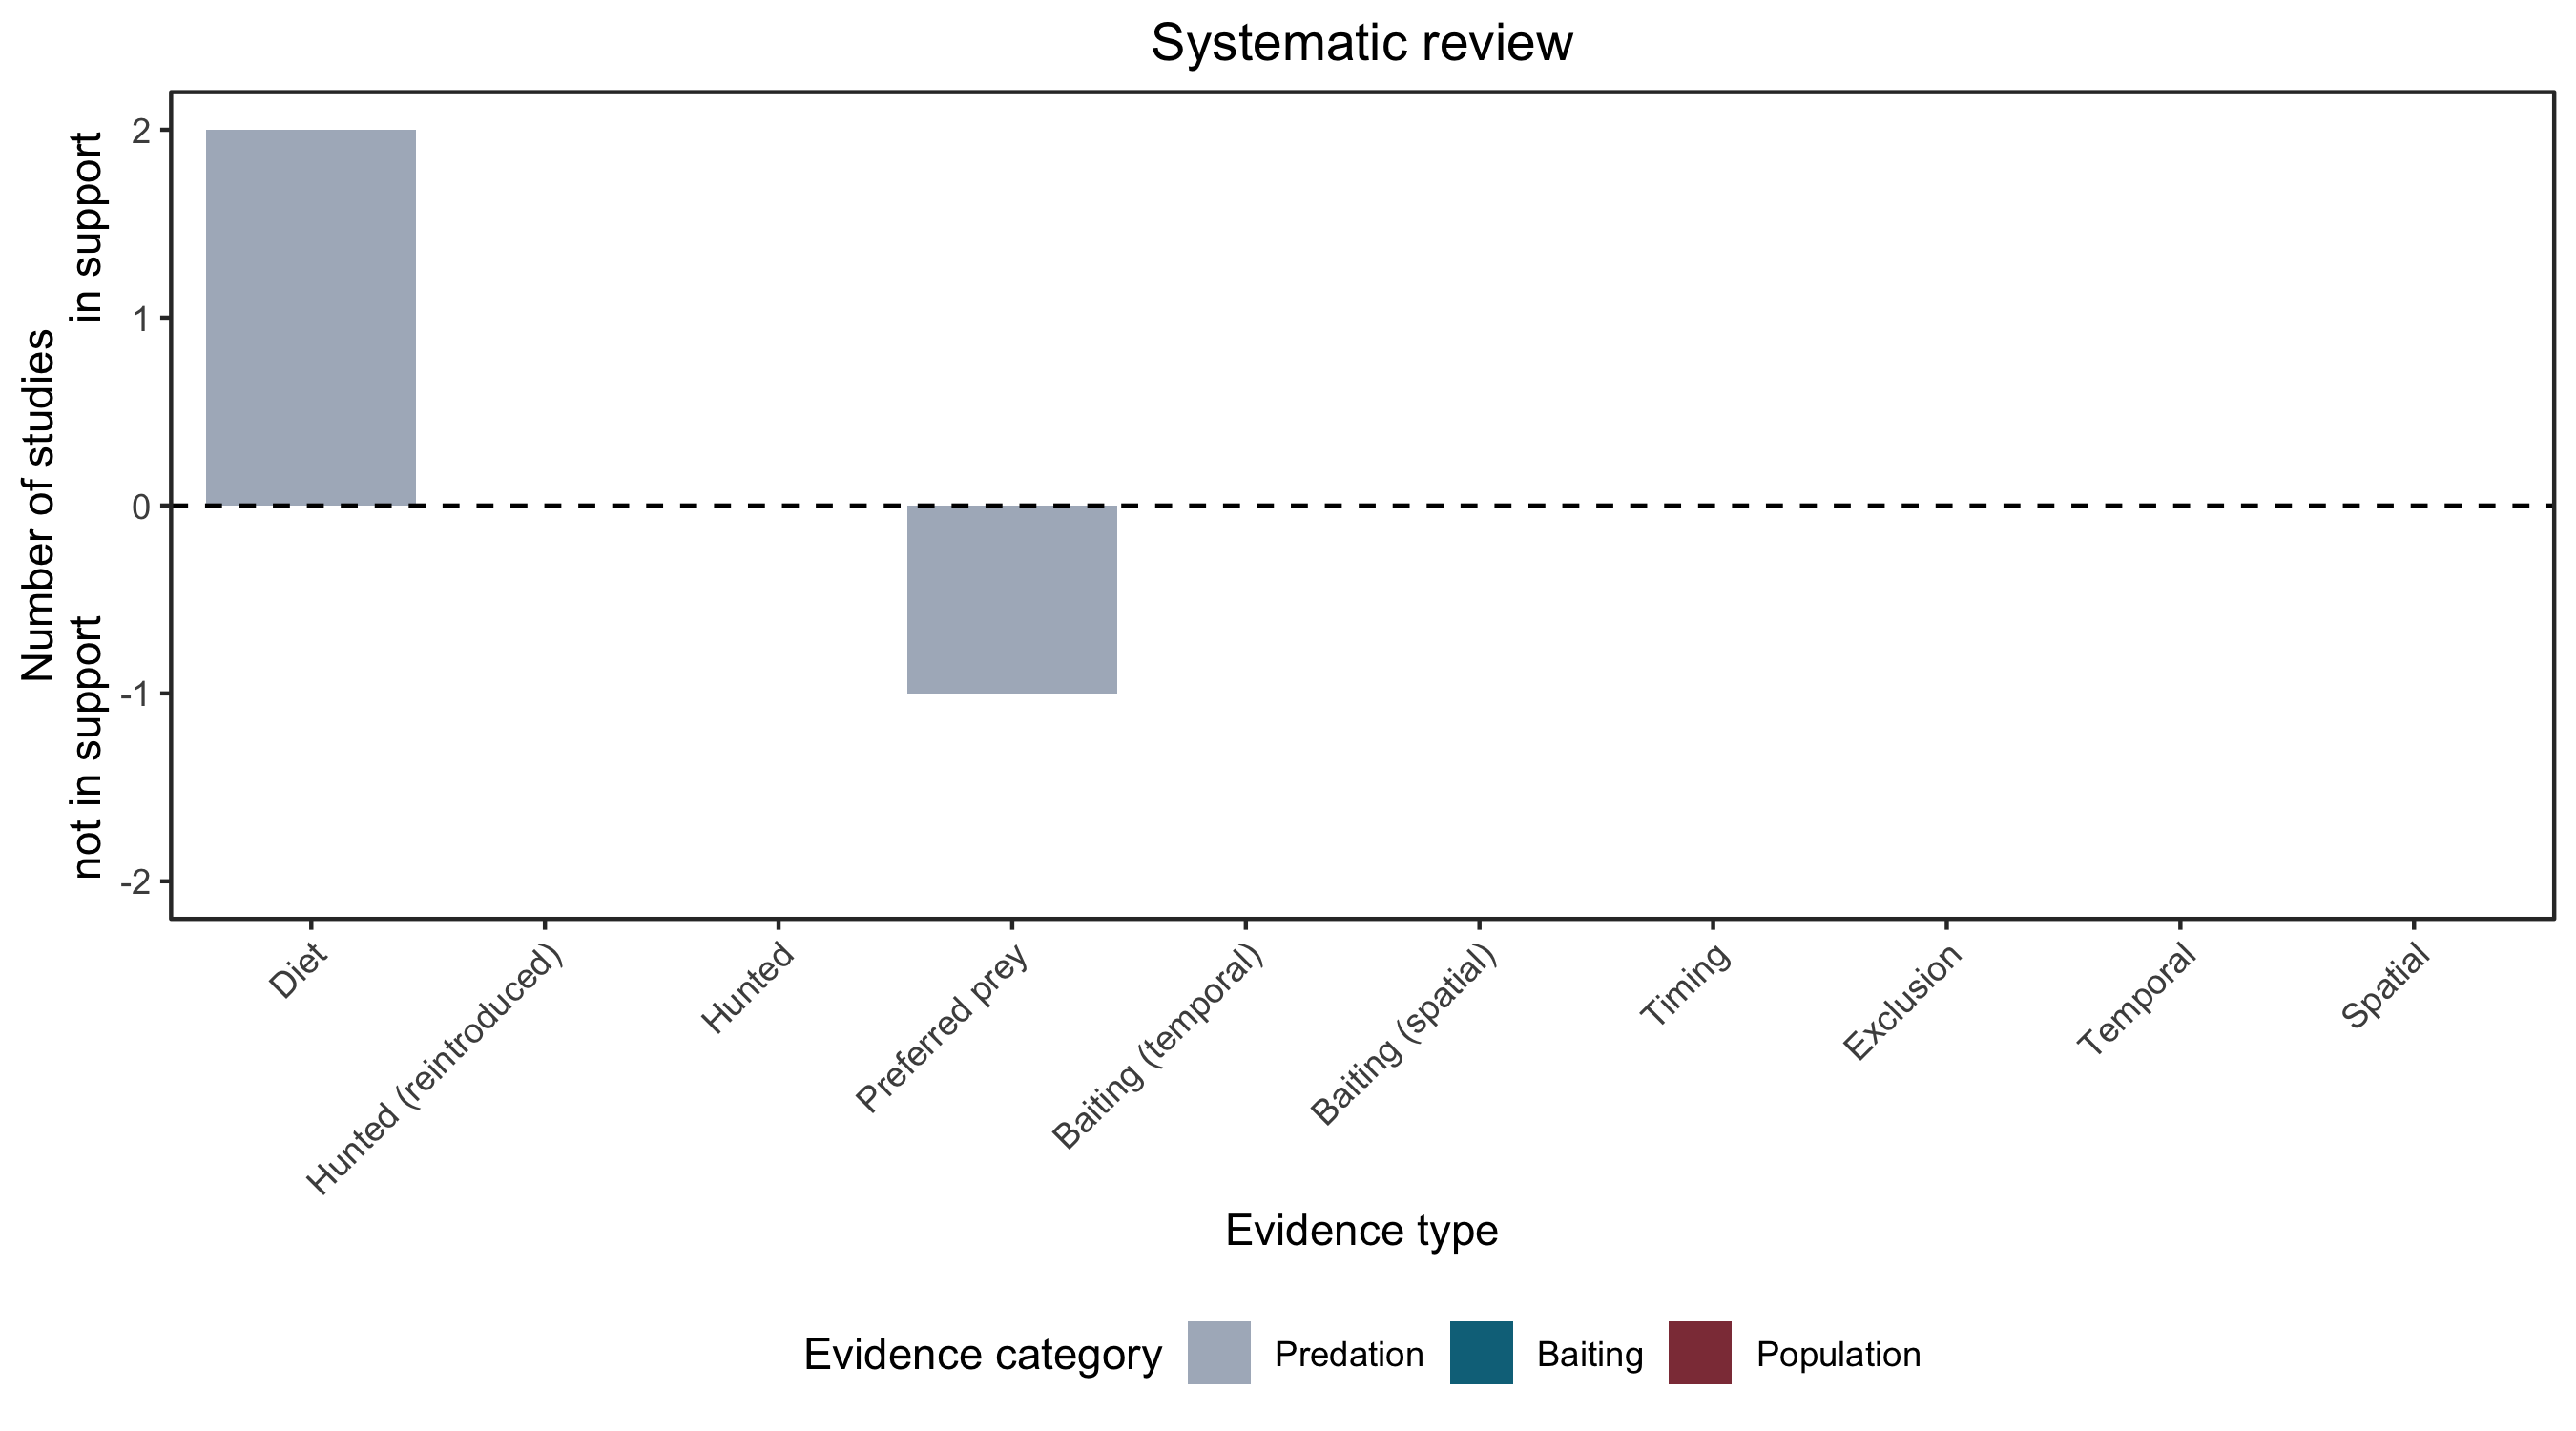 Systematic review
Number of studies
not in support in support
2
1
0
-1
-2
Diet
Hunted (reintroduced)
Hunted
Preferred prey
Baiting (temporal)
Baiting (spatial)
Timing
Exclusion
Temporal
Spatial
Evidence type
Evidence category Predation Baiting Population